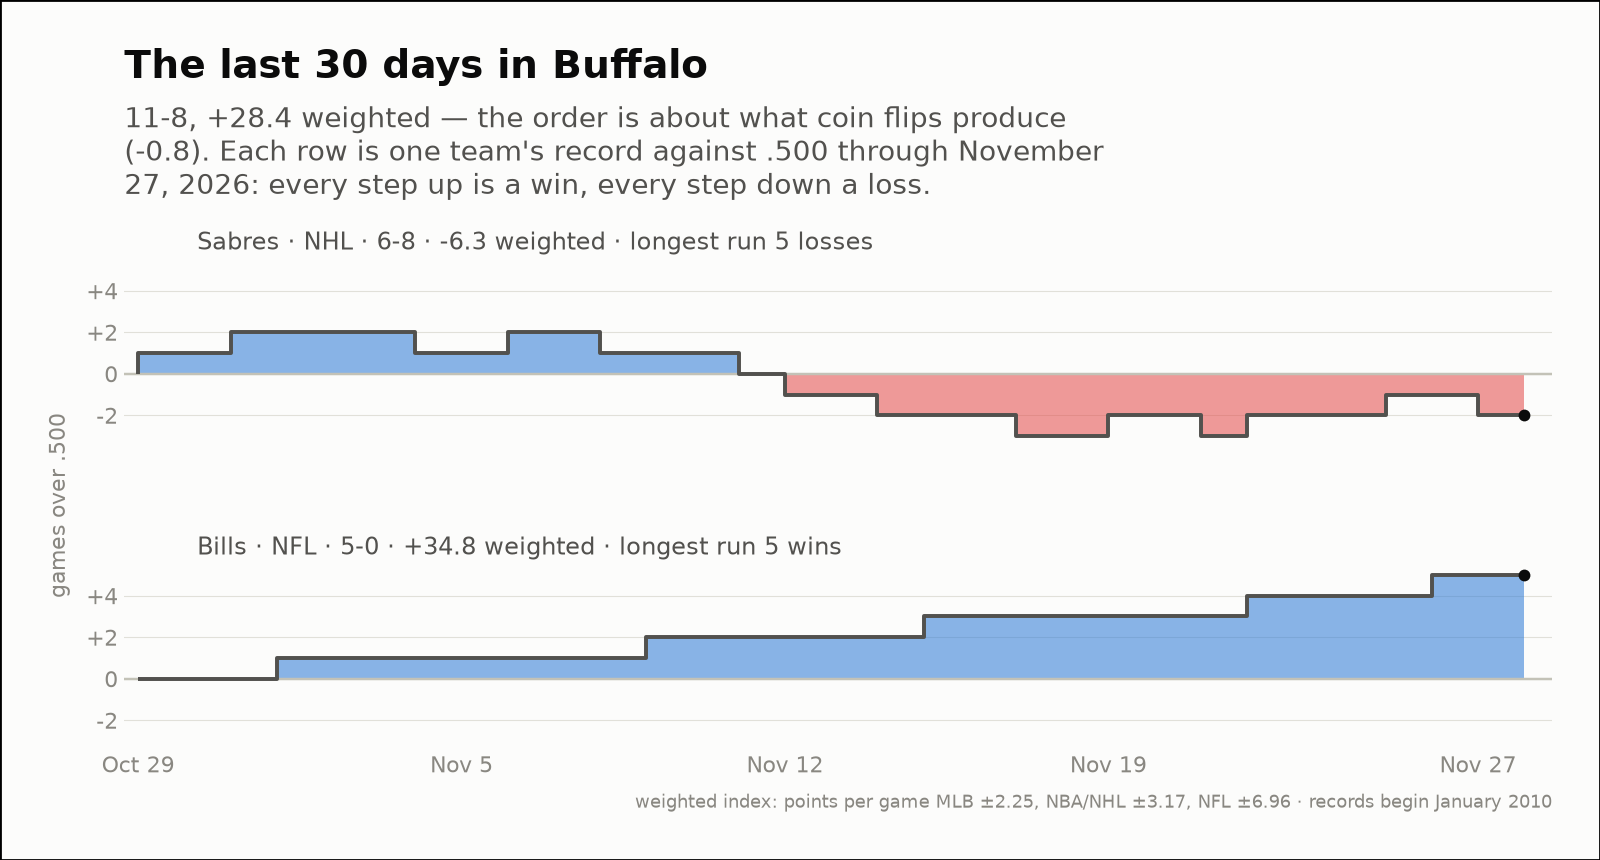 The last 30 days in Buffalo
11-8, +28.4 weighted — the order is about what coin flips produce
(-0.8). Each row is one team's record against .500 through November
27, 2026: every step up is a win, every step down a loss.
Sabres · NHL · 6-8 · -6.3 weighted · longest run 5 losses
+4
+2
0
-2
games over .500
Bills · NFL · 5-0 · +34.8 weighted · longest run 5 wins
+4
+2
0
-2
Oct 29 Nov 5 Nov 12 Nov 19 Nov 27
weighted index: points per game MLB ±2.25, NBA/NHL ±3.17, NFL ±6.96 · records begin January 2010